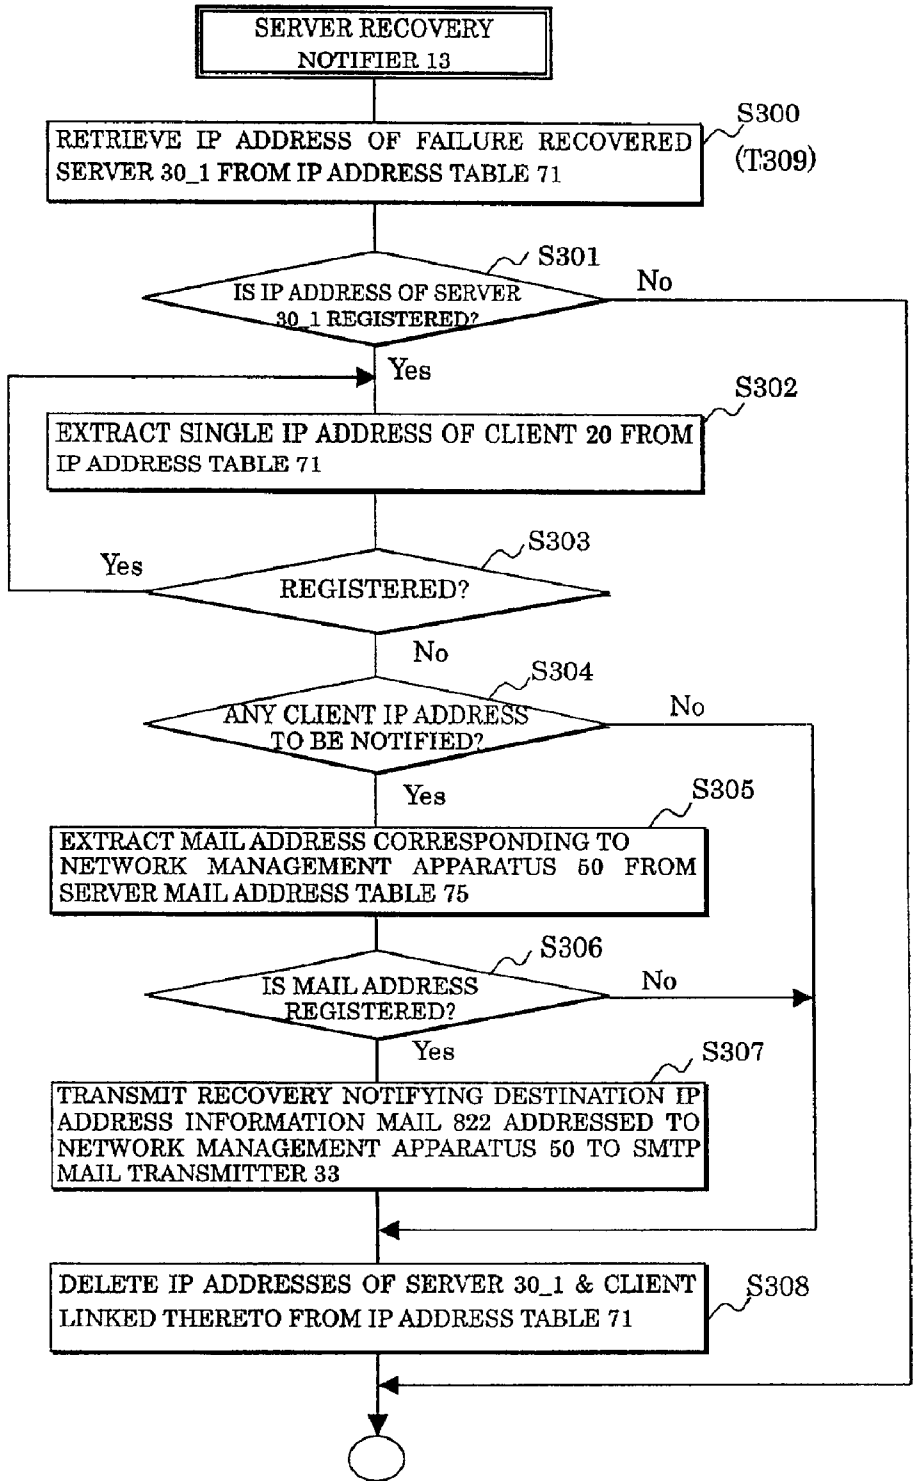 SERVER RECOVERY
NOTIFIER 13
S300
(T309)
RETRIEVE IP ADDRESS OF FAILURE RECOVERED
SERVER 30_1 FROM IP ADDRESS TABLE 71
S301
No
IS IP ADDRESS OF SERVER
30_1 REGISTERED?
Yes
S302
EXTRACT SINGLE IP ADDRESS OF CLIENT 20 FROM
IP ADDRESS TABLE 71
S303
Yes
REGISTERED?
No
S304
No
ANY CLIENT IP ADDRESS
TO BE NOTIFIED?
Yes
S305
EXTRACT MAIL ADDRESS CORRESPONDING TO
NETWORK MANAGEMENT APPARATUS 50 FROM
SERVER MAIL ADDRESS TABLE 75
S306
No
IS MAIL ADDRESS
REGISTERED?
Yes
S307
TRANSMIT RECOVERY NOTIFYING DESTINATION IP
ADDRESS INFORMATION MAIL 822 ADDRESSED TO
NETWORK MANAGEMENT APPARATUS 50 TO SMTP
MAIL TRANSMITTER 33
DELETE IP ADDRESSES OF SERVER 30_1 & CLIENT
LINKED THERETO FROM IP ADDRESS TABLE 71
S308